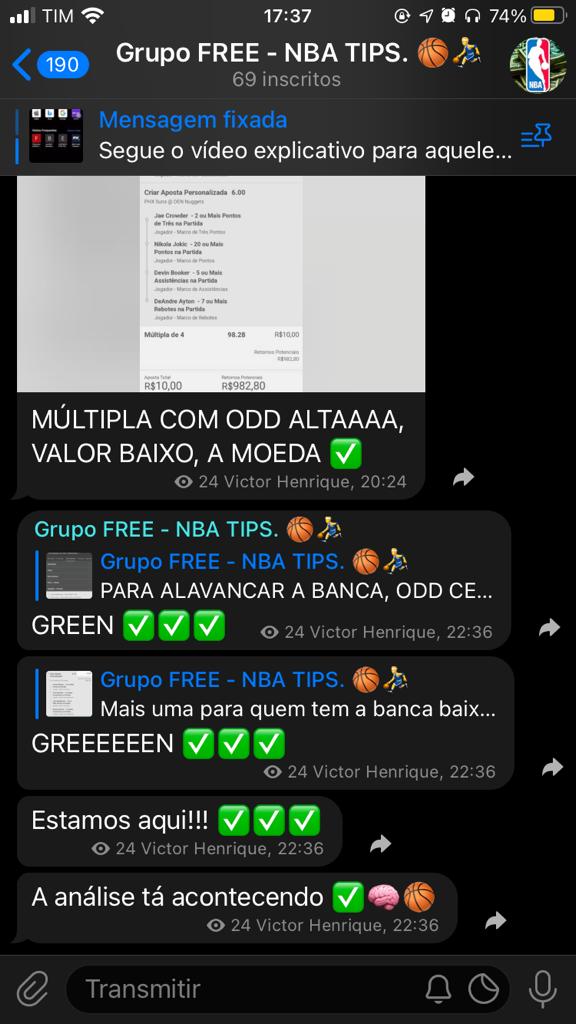 TIM 17:37 74%
190
Grupo FREE - NBA TIPS. 🏀⛹️‍♂️
69 inscritos
NBA
Mensagem fixada
Segue o vídeo explicativo para aquele...
Criar Aposta Personalizada 6.00
PHX Suns @ DEN Nuggets
Jae Crowder - 2 ou Mais Pontos
de Três na Partida
Jogador - Marco de Três Pontos
Nikola Jokic - 20 ou Mais
Pontos na Partida
Jogador - Marco de Pontos
Devin Booker - 5 ou Mais
Assistências na Partida
Jogador - Marco de Assistências
DeAndre Ayton - 7 ou Mais
Rebotes na Partida
Jogador - Marco de Rebotes
Múltipla de 4 98.28 R$10,00
Retornos Potenciais
R$982,80
Aposta Total Retornos Potenciais
R$10,00 R$982,80
MÚLTIPLA COM ODD ALTAAAA,
VALOR BAIXO, A MOEDA ✅
24 Victor Henrique, 20:24
Grupo FREE - NBA TIPS. 🏀⛹️‍♂️
Grupo FREE - NBA TIPS. 🏀⛹️‍♂️
PARA ALAVANCAR A BANCA, ODD CE...
GREEN ✅✅✅
24 Victor Henrique, 22:36
Grupo FREE - NBA TIPS. 🏀⛹️‍♂️
Mais uma para quem tem a banca baix...
GREEEEEEN ✅✅✅
24 Victor Henrique, 22:36
Estamos aqui!!! ✅✅✅
24 Victor Henrique, 22:36
A análise tá acontecendo ✅🧠🏀
24 Victor Henrique, 22:36
Transmitir